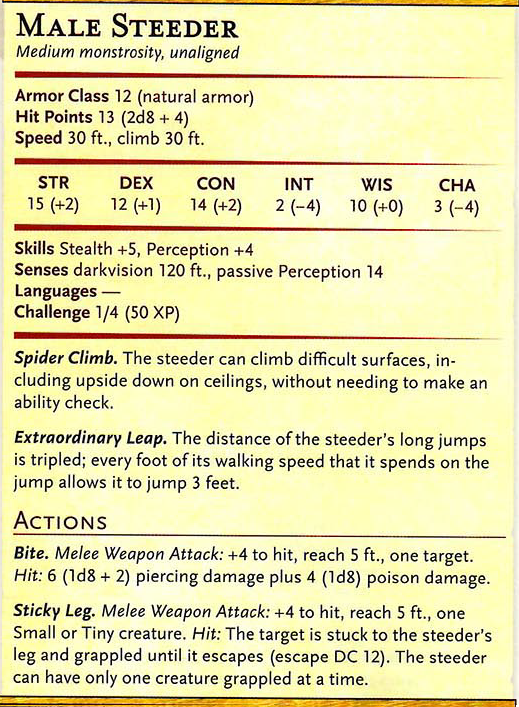 MALE STEEDER
Medium monstrosity, unaligned
Armor Class 12 (natural armor)
Hit Points 13 (2d8 + 4)
Speed 30 ft., climb 30 ft.
STR DEX CON INT WIS CHA
15 (+2) 12 (+1) 14 (+2) 2 (−4) 10 (+0) 3 (−4)
Skills Stealth +5, Perception +4
Senses darkvision 120 ft., passive Perception 14
Languages —
Challenge 1/4 (50 XP)
Spider Climb. The steeder can climb difficult surfaces, in-
cluding upside down on ceilings, without needing to make an
ability check.
Extraordinary Leap. The distance of the steeder's long jumps
is tripled; every foot of its walking speed that it spends on the
jump allows it to jump 3 feet.
ACTIONS
Bite. Melee Weapon Attack: +4 to hit, reach 5 ft., one target.
Hit: 6 (1d8 + 2) piercing damage plus 4 (1d8) poison damage.
Sticky Leg. Melee Weapon Attack: +4 to hit, reach 5 ft., one
Small or Tiny creature. Hit: The target is stuck to the steeder's
leg and grappled until it escapes (escape DC 12). The steeder
can have only one creature grappled at a time.